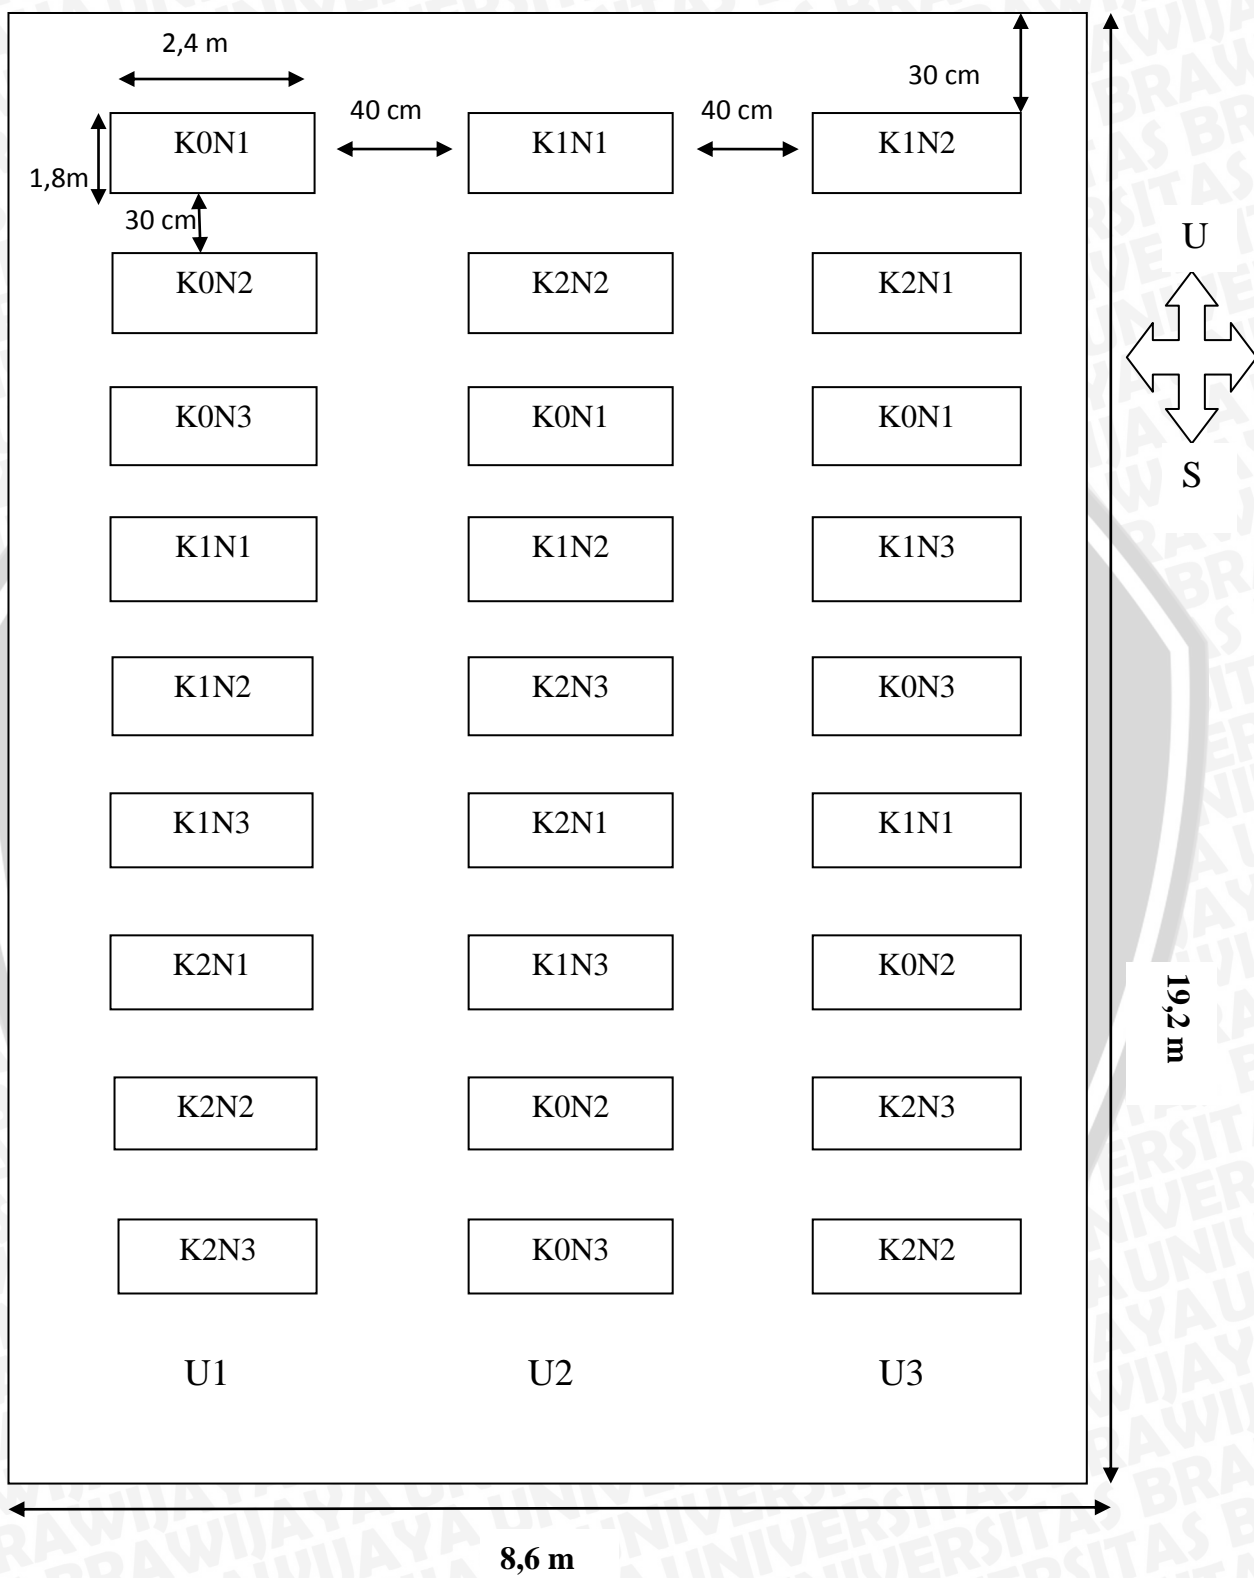 2,4 m
30 cm
40 cm
40 cm
K0N1
K1N1
K1N2
1,8m
30 cm
U
K0N2
K2N2
K2N1
K0N3
K0N1
K0N1
S
K1N1
K1N2
K1N3
K1N2
K2N3
K0N3
K1N3
K2N1
K1N1
K2N1
K1N3
K0N2
19,2 m
K2N2
K0N2
K2N3
K2N3
K0N3
K2N2
U1
U2
U3
8,6 m